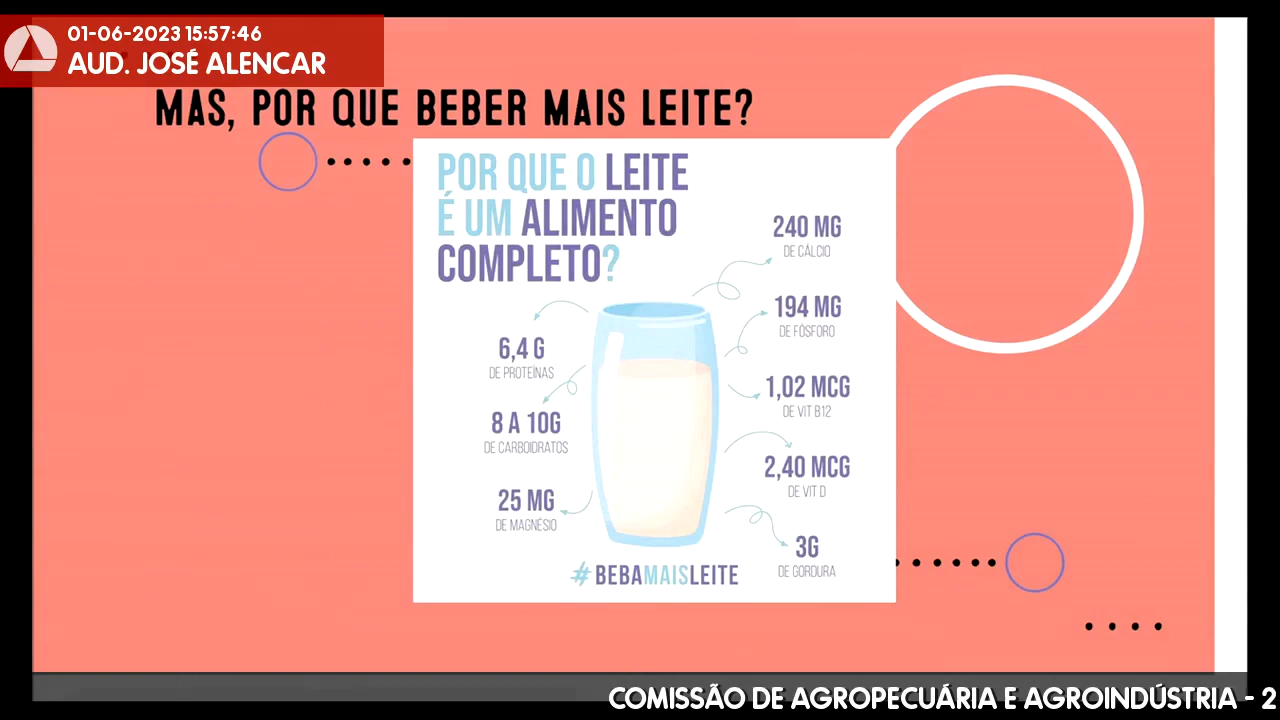 01-06-2023 15:57:46
AUD. JOSÉ ALENCAR
MAS, POR QUE BEBER MAIS LEITE?
POR QUE O LEITE
É UM ALIMENTO
COMPLETO?
6,4 G
DE PROTEÍNAS
8 A 10G
DE CARBOIDRATOS
25 MG
DE MAGNÉSIO
240 MG
DE CÁLCIO
194 MG
DE FÓSFORO
1,02 MCG
DE VIT B12
2,40 MCG
DE VIT D
3G
DE GORDURA
#BEBAMAISLEITE
COMISSÃO DE AGROPECUÁRIA E AGROINDÚSTRIA - 2